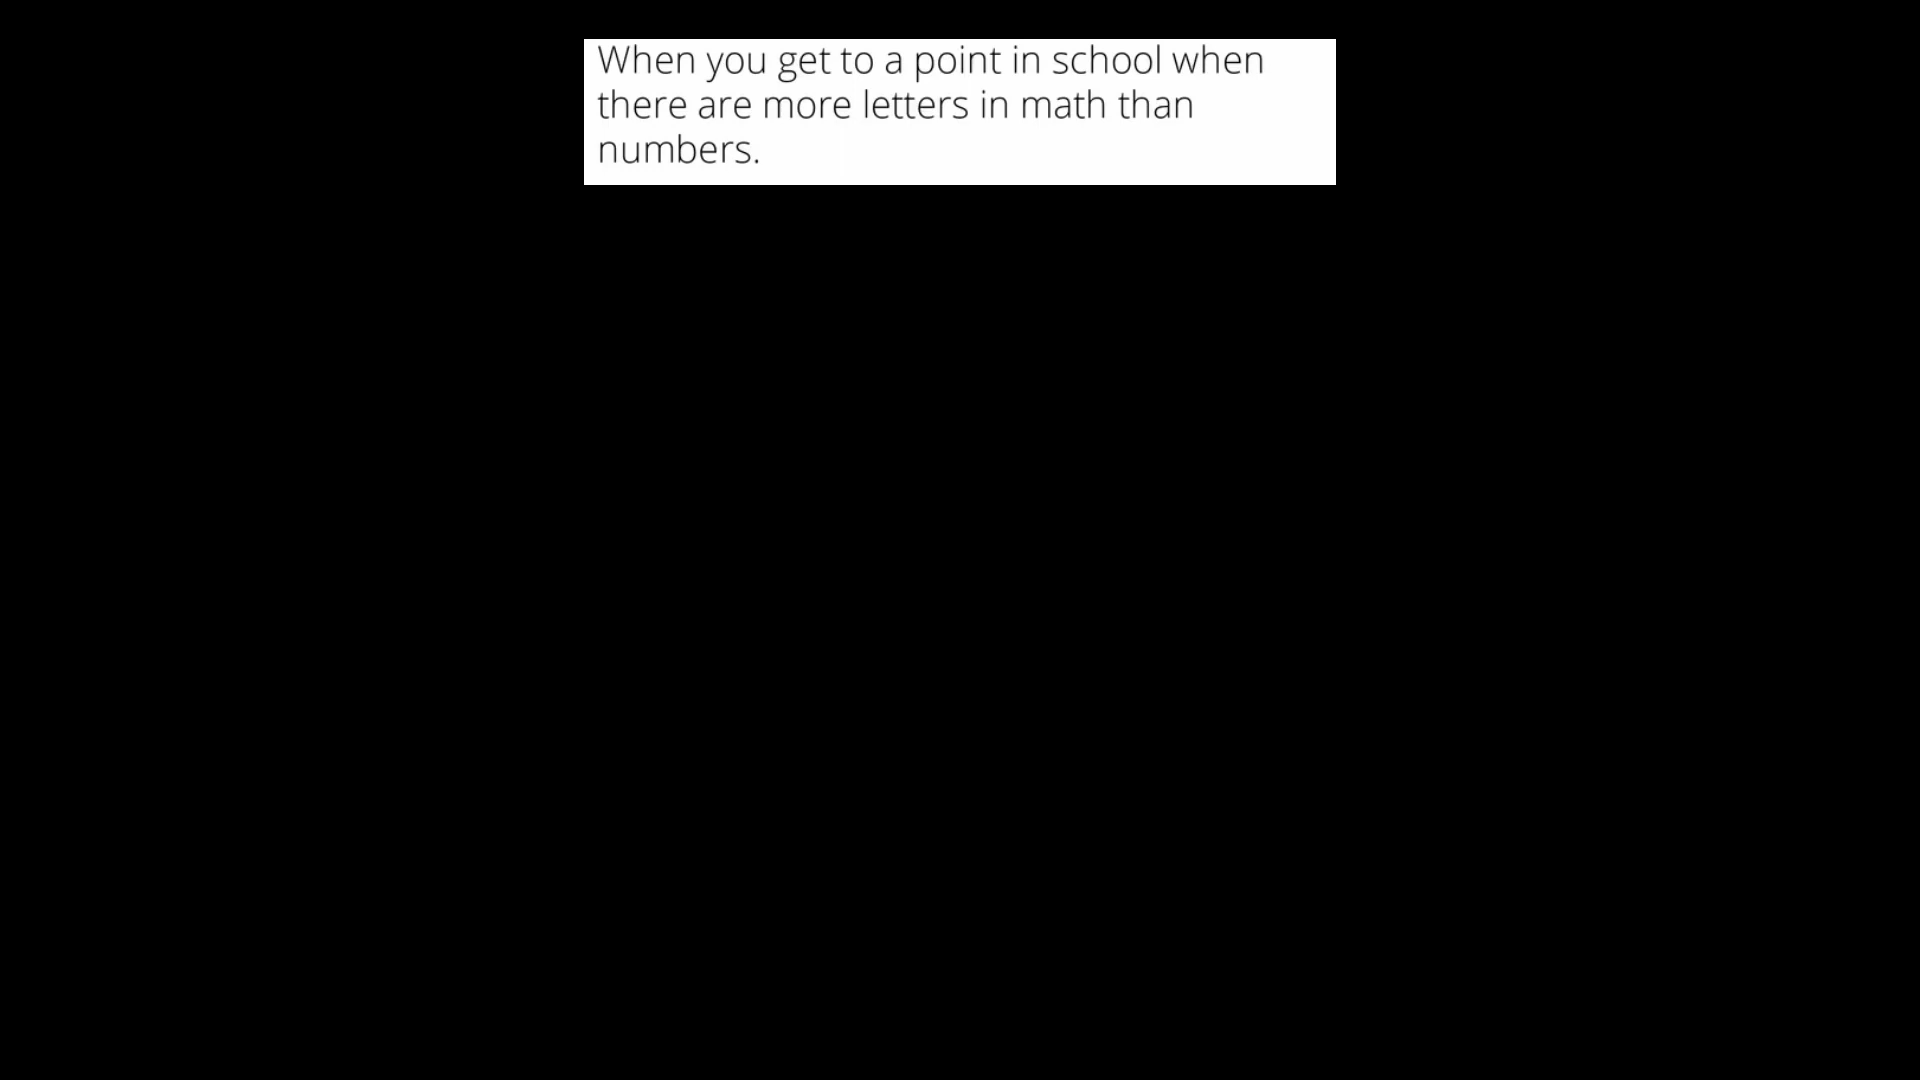 When you get to a point in school when
there are more letters in math than
numbers.